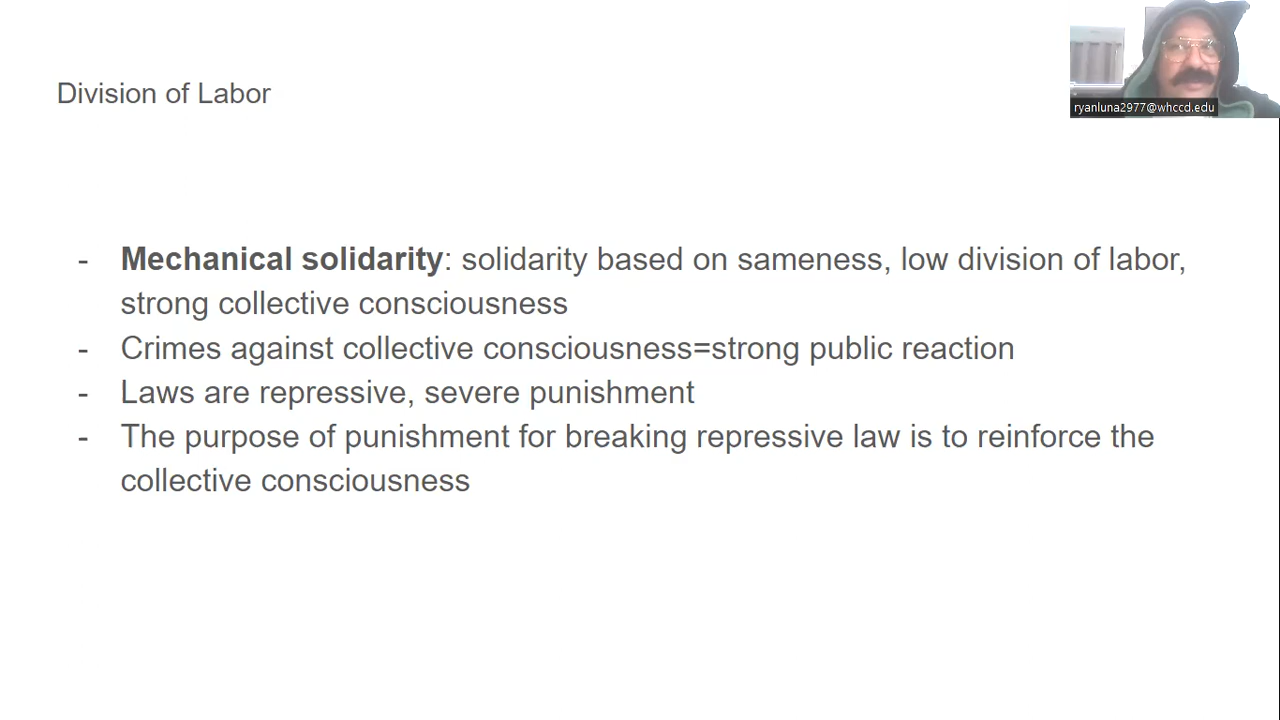 Division of Labor
ryanluna2977@whccd.edu
- Mechanical solidarity: solidarity based on sameness, low division of labor,
strong collective consciousness
- Crimes against collective consciousness=strong public reaction
- Laws are repressive, severe punishment
- The purpose of punishment for breaking repressive law is to reinforce the
collective consciousness